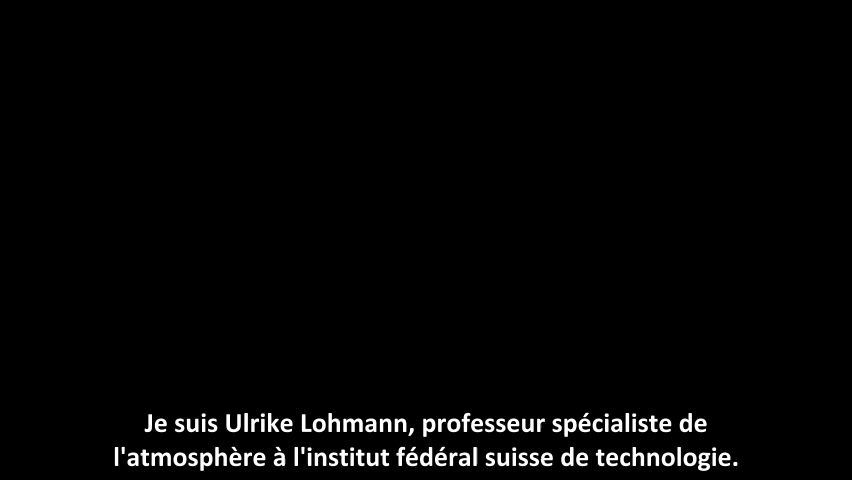 Je suis Ulrike Lohmann, professeur spécialiste de
l'atmosphère à l'institut fédéral suisse de technologie.